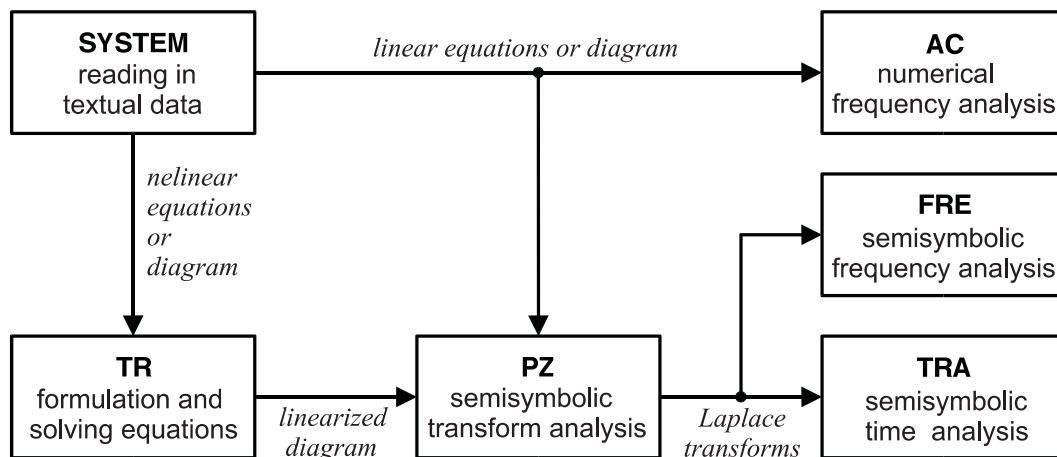 SYSTEM
reading in
textual data
linear equations or diagram
AC
numerical
frequency analysis
nelinear
equations
or
diagram
FRE
semisymbolic
frequency analysis
TR
formulation and
solving equations
linearized
diagram
PZ
semisymbolic
transform analysis
Laplace
transforms
TRA
semisymbolic
time analysis